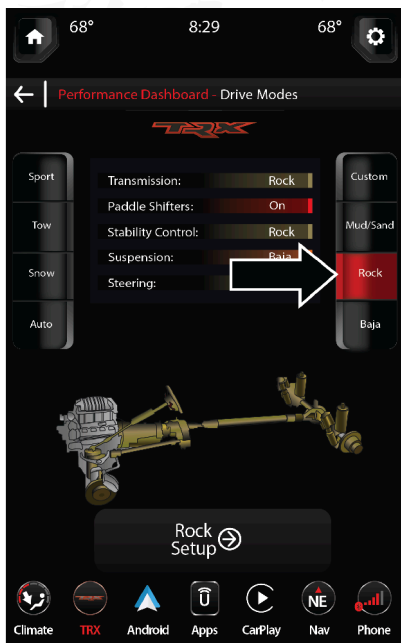 68° 8:29 68°
Performance Dashboard - Drive Modes
TRX
Sport
Tow
Snow
Auto
Transmission: Rock
Paddle Shifters: On
Stability Control: Rock
Suspension: Baja
Steering:
Custom
Mud/Sand
Rock
Baja
Rock
Setup
NE
Climate TRX Android Apps CarPlay Nav Phone